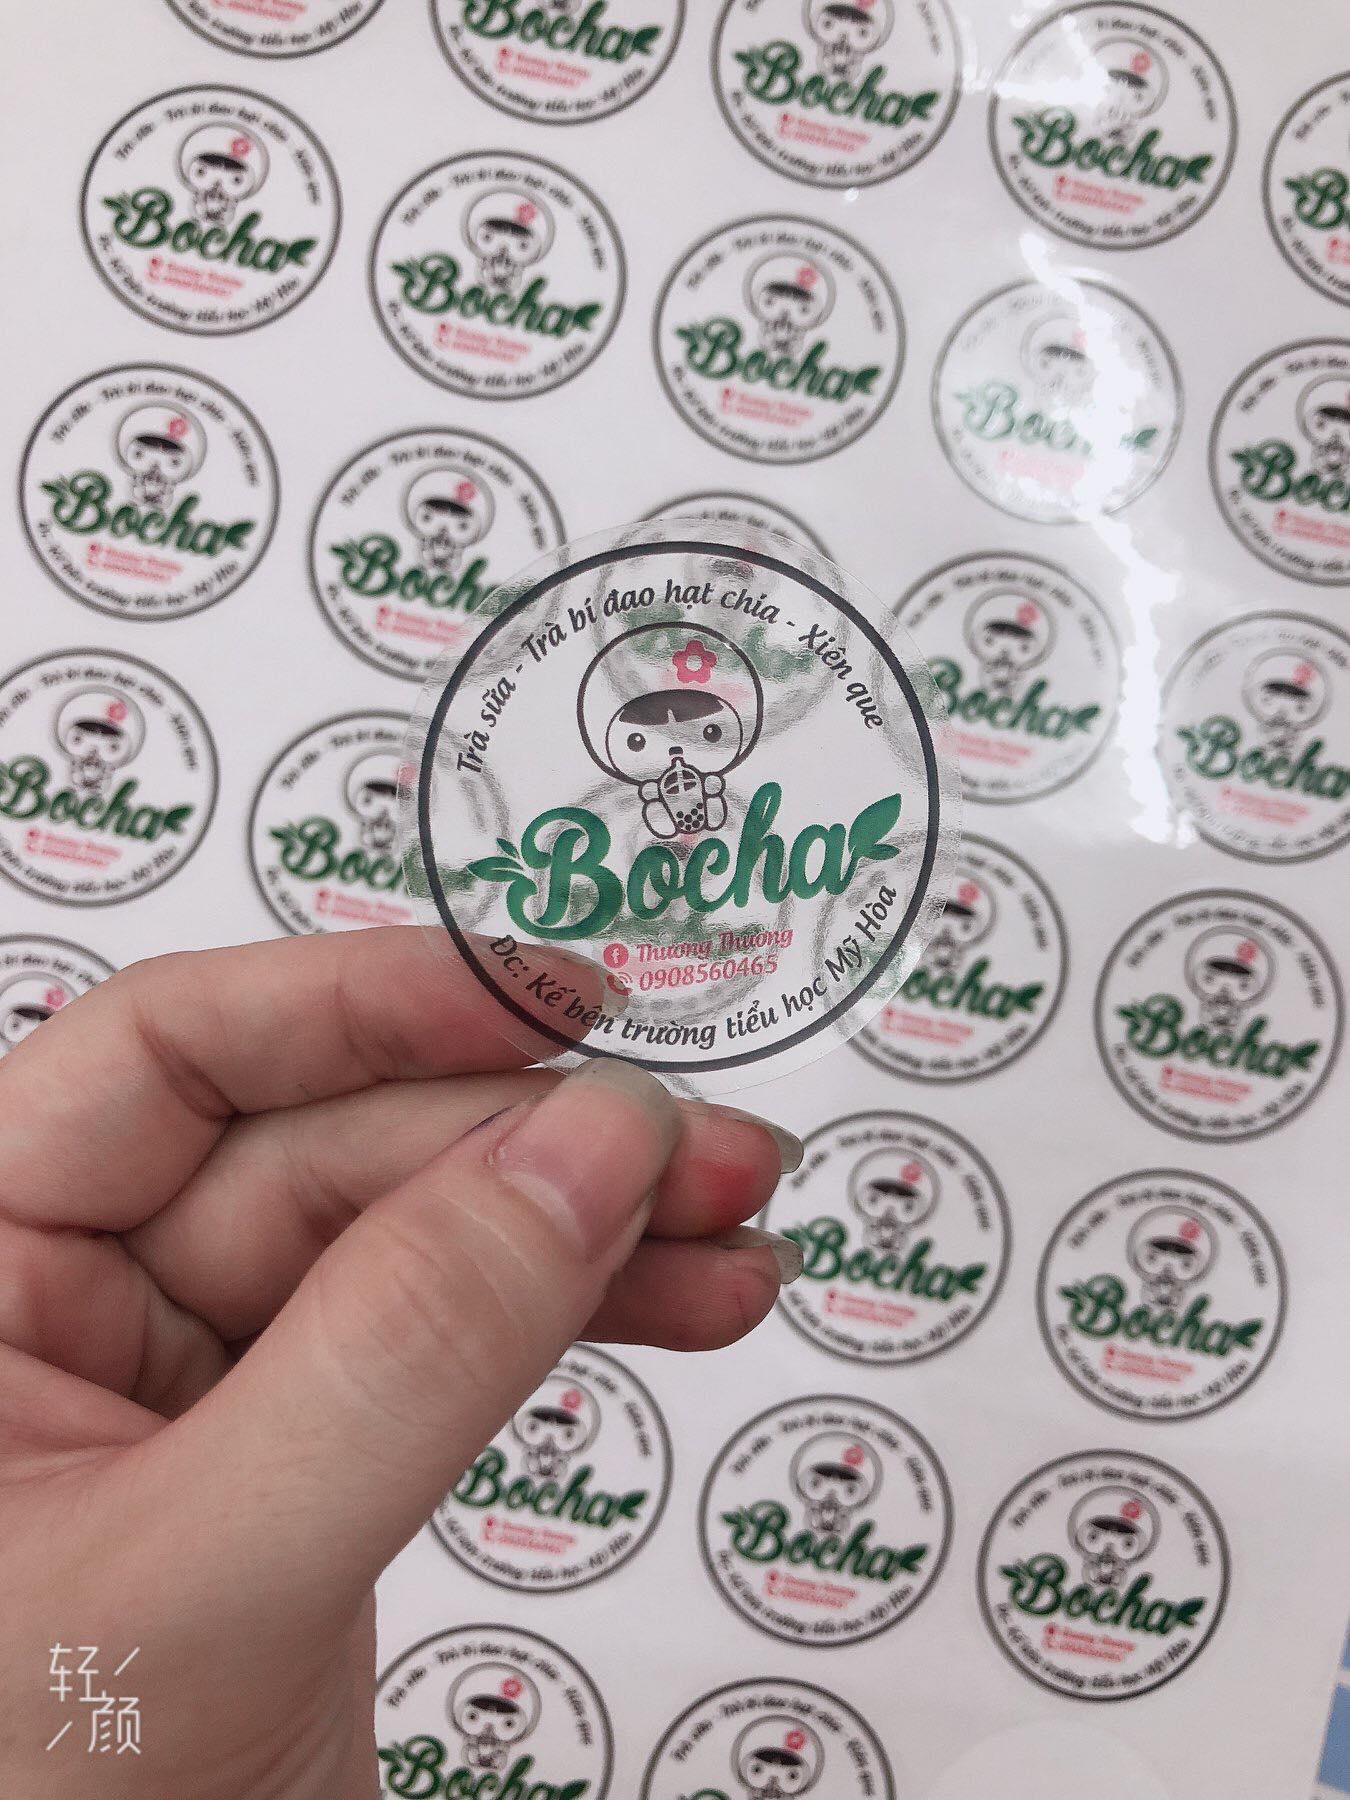 Trà sữa - Trà bí đao hạt chia - Xiên que
Bocha
Thương Thương
0908560465
Đc: Kế bên trường tiểu học Mỹ Hòa
轻颜